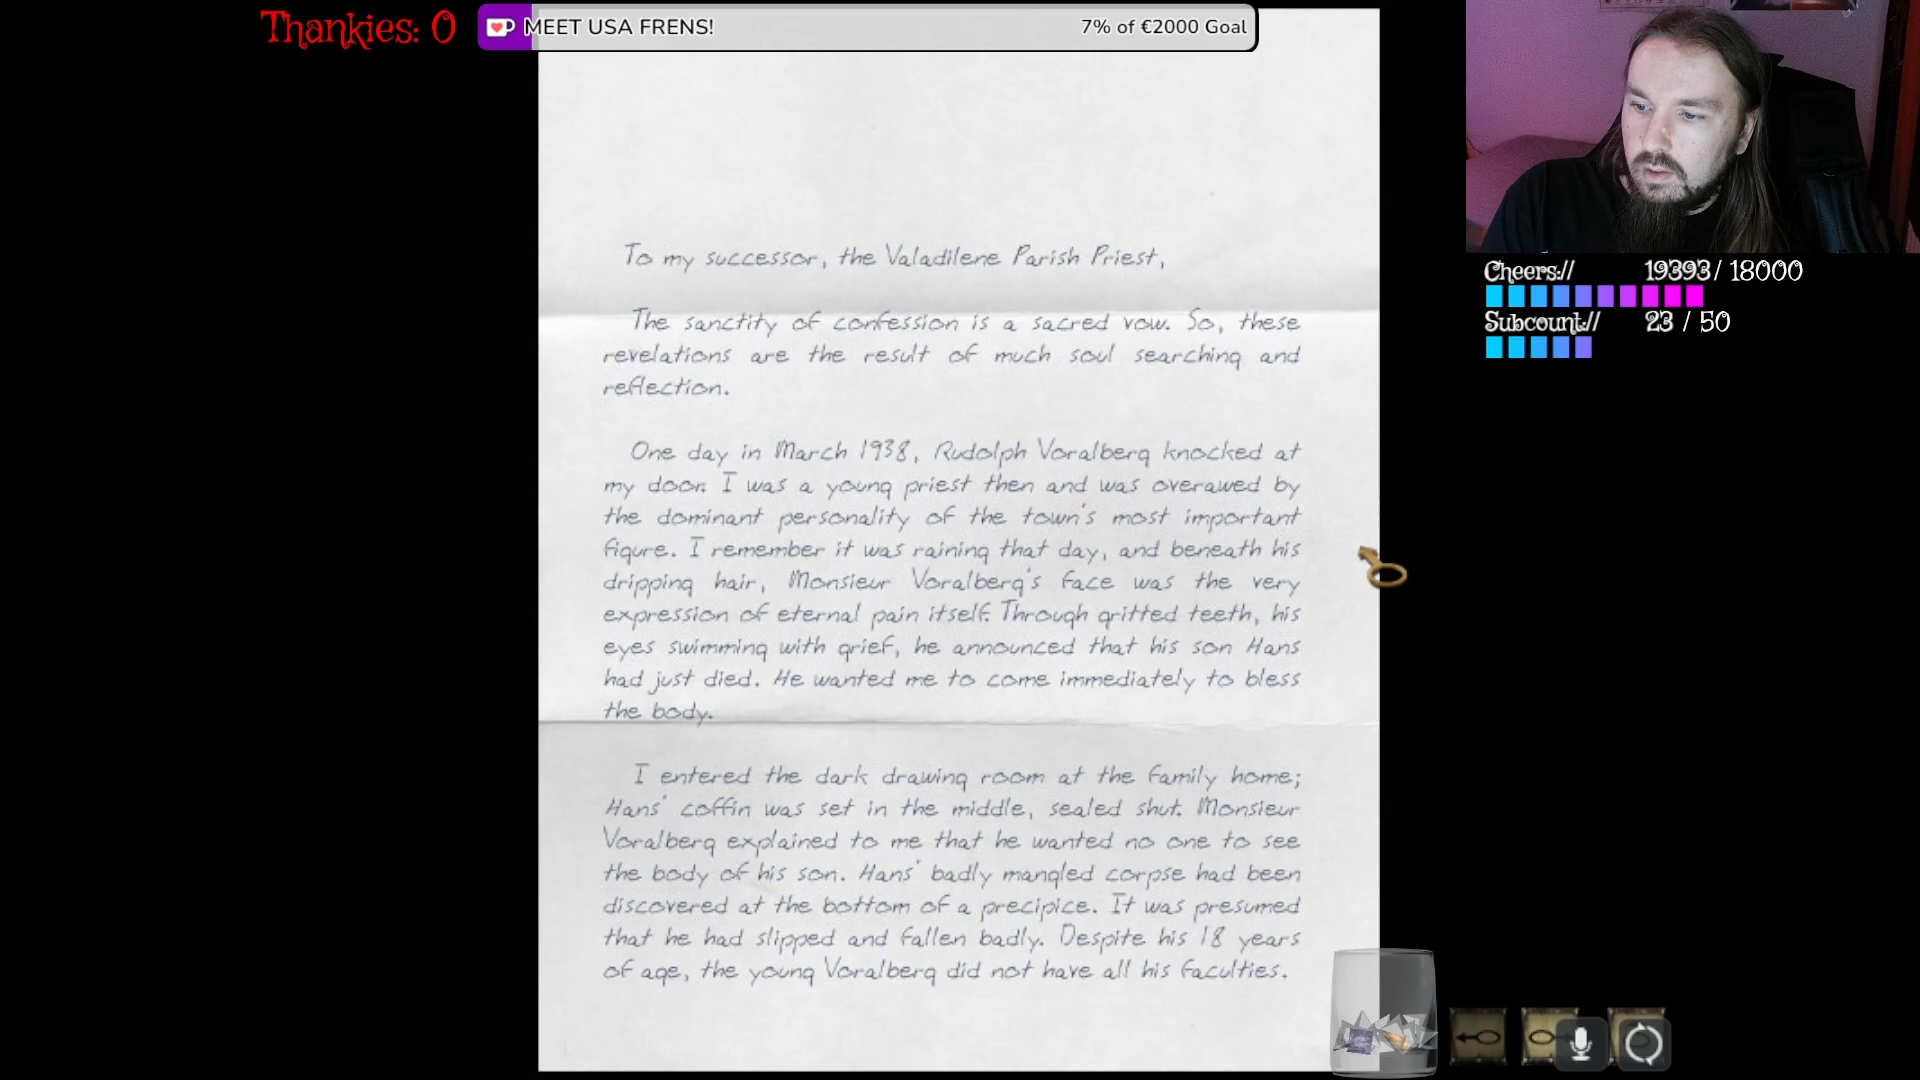 Thankies: 0
MEET USA FRENS!
7% of €2000 Goal
Cheers:// 19393 / 18000
Subcount:// 23 / 50
To my successor, the Valadilene Parish Priest,
The sanctity of confession is a sacred vow. So, these
revelations are the result of much soul searching and
reflection.
One day in March 1938, Rudolph Voralberg knocked at
my door. I was a young priest then and was overawed by
the dominant personality of the town's most important
figure. I remember it was raining that day, and beneath his
dripping hair, Monsieur Voralberg's face was the very
expression of eternal pain itself. Through gritted teeth, his
eyes swimming with grief, he announced that his son Hans
had just died. He wanted me to come immediately to bless
the body.
I entered the dark drawing room at the family home;
Hans' coffin was set in the middle, sealed shut. Monsieur
Voralberg explained to me that he wanted no one to see
the body of his son. Hans' badly mangled corpse had been
discovered at the bottom of a precipice. It was presumed
that he had slipped and fallen badly. Despite his 18 years
of age, the young Voralberg did not have all his faculties.